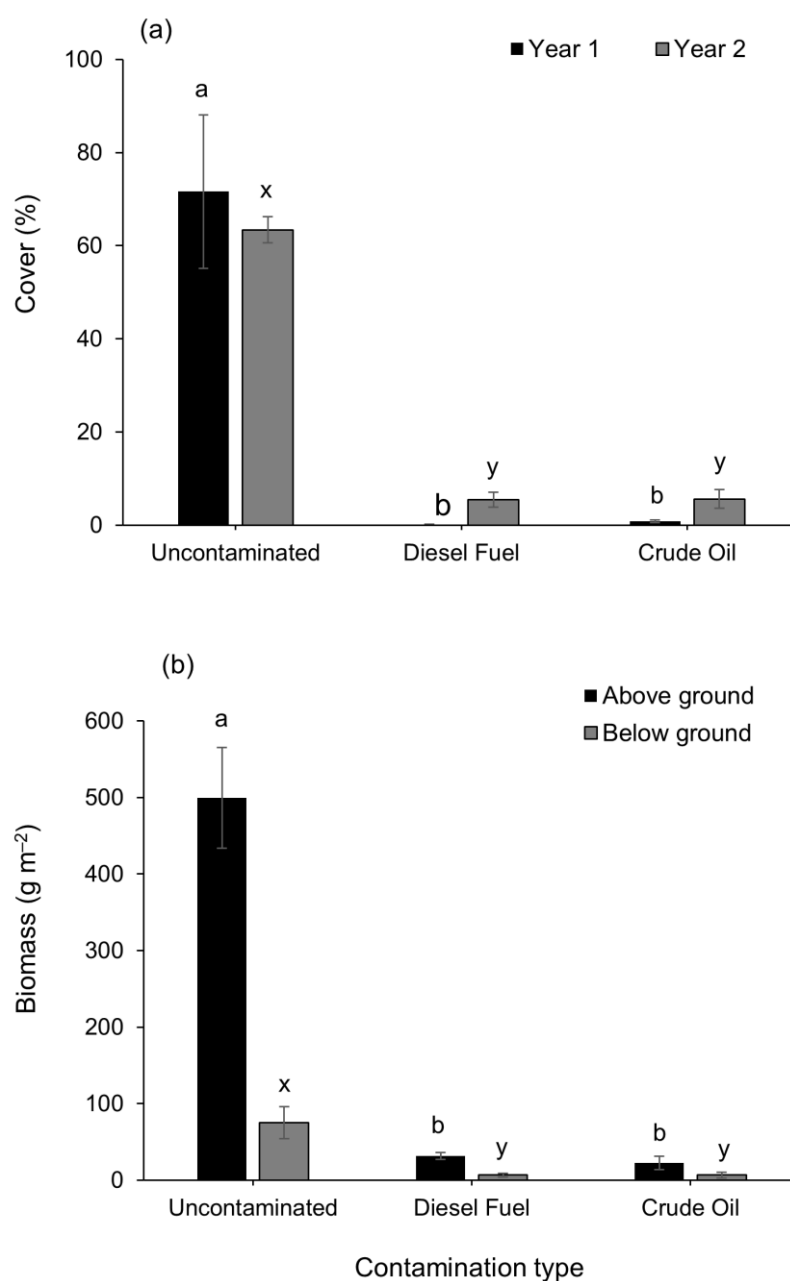 (a)
Year 1 Year 2
100
80
60
40
20
0
Cover (%)
a
x
b
y
b
y
Uncontaminated Diesel Fuel Crude Oil
(b)
Above ground
Below ground
600
500
400
300
200
100
0
Biomass (g m⁻²)
a
x
b
y
b
y
Uncontaminated Diesel Fuel Crude Oil
Contamination type